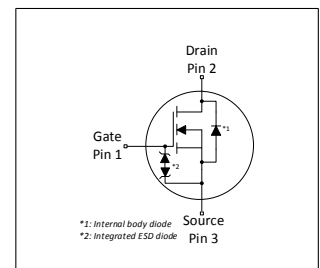 Drain
Pin 2
*1
Gate
Pin 1
*2
*1: Internal body diode
*2: Integrated ESD diode
Source
Pin 3